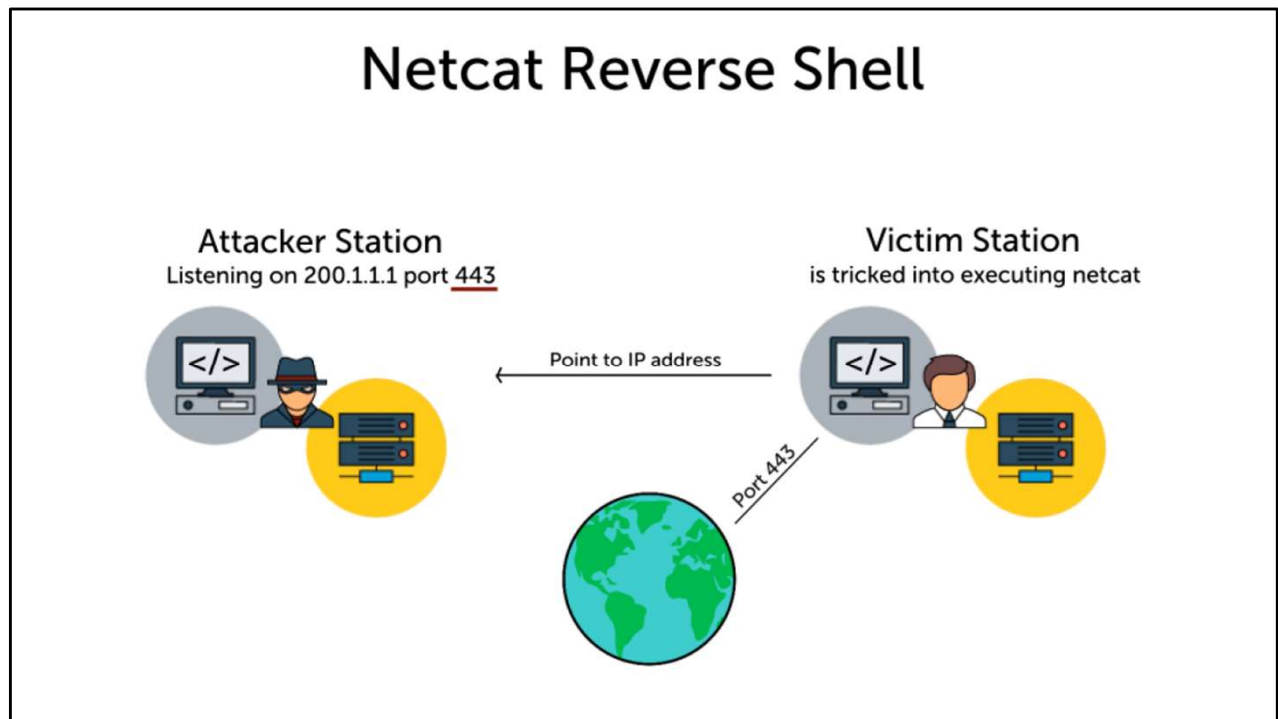 Netcat Reverse Shell
Attacker Station
Listening on 200.1.1.1 port 443
Victim Station
is tricked into executing netcat
</>
</>
Point to IP address
Port 443